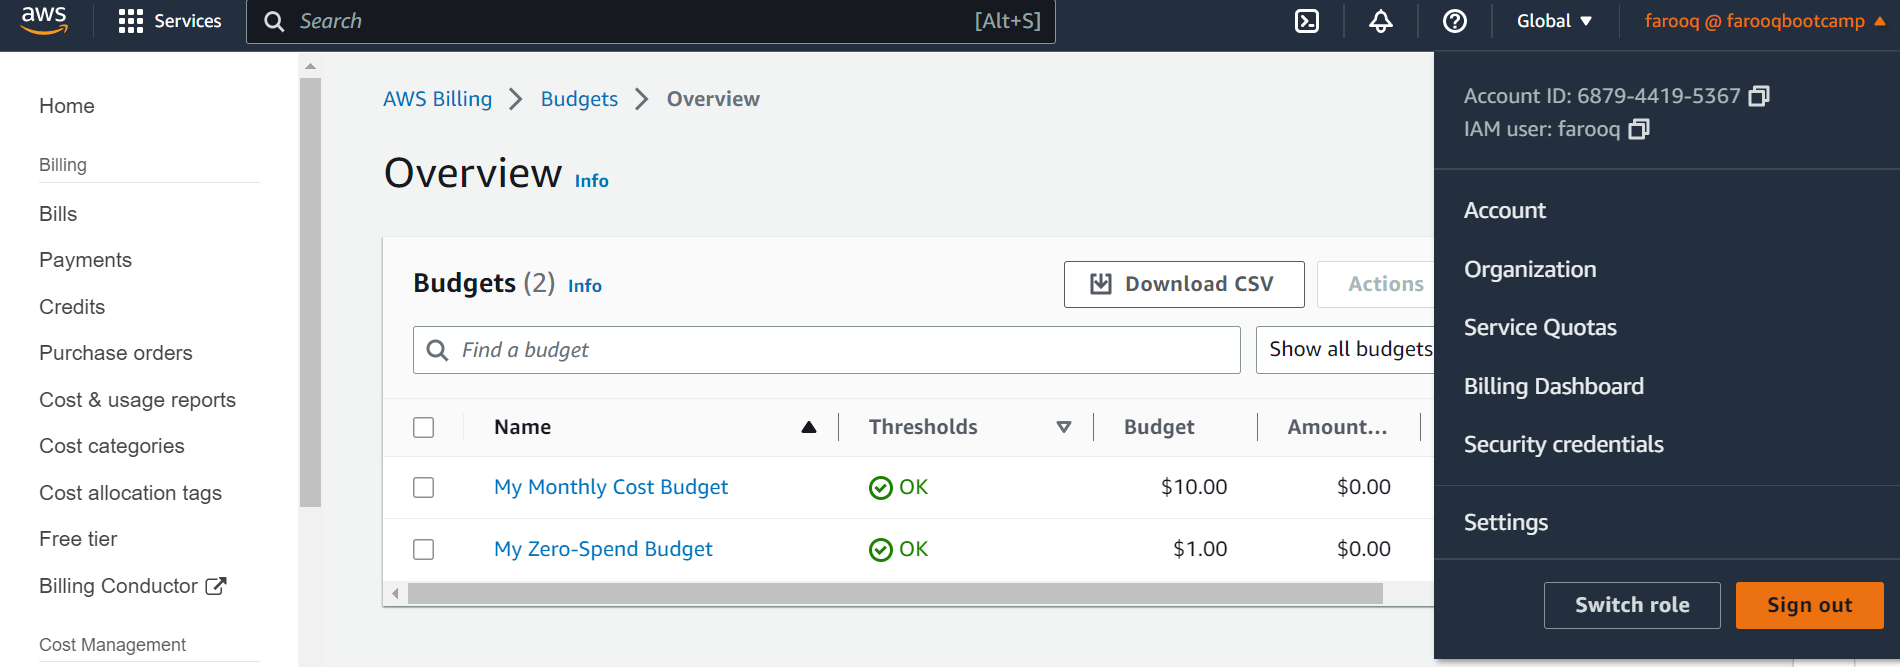 aws
Services
Search
[Alt+S]
Global
farooq @ farooqbootcamp
Home
Billing
Bills
Payments
Credits
Purchase orders
Cost & usage reports
Cost categories
Cost allocation tags
Free tier
Billing Conductor
Cost Management
AWS Billing > Budgets > Overview
Overview Info
Budgets (2) Info
Download CSV
Actions
Find a budget
Show all budgets
Name Thresholds Budget Amount...
My Monthly Cost Budget OK $10.00 $0.00
My Zero-Spend Budget OK $1.00 $0.00
Account ID: 6879-4419-5367
IAM user: farooq
Account
Organization
Service Quotas
Billing Dashboard
Security credentials
Settings
Switch role
Sign out